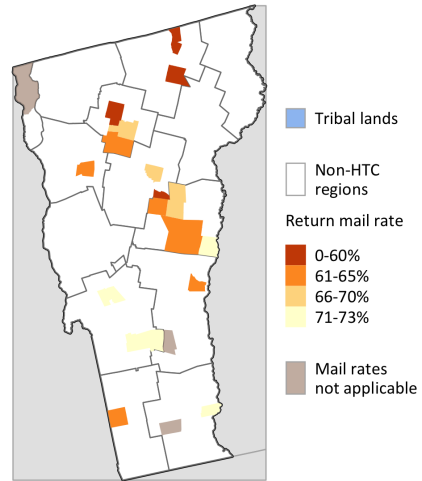 Tribal lands
Non-HTC
regions
Return mail rate
0-60%
61-65%
66-70%
71-73%
Mail rates
not applicable